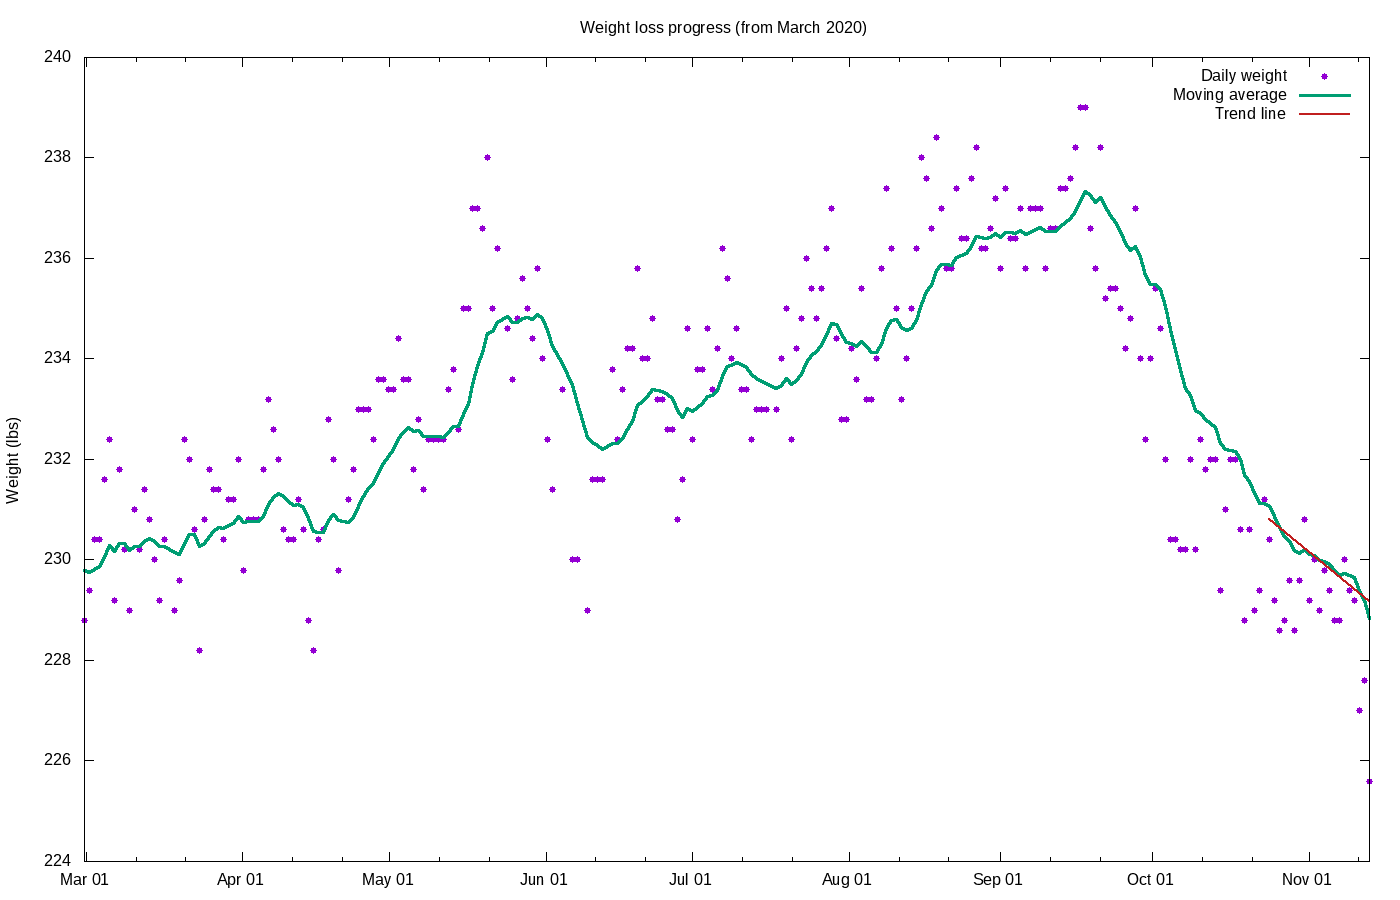 Weight loss progress (from March 2020)
240
238
236
234
232
230
228
226
224
Weight (lbs)
Daily weight
Moving average
Trend line
Mar 01 Apr 01 May 01 Jun 01 Jul 01 Aug 01 Sep 01 Oct 01 Nov 01